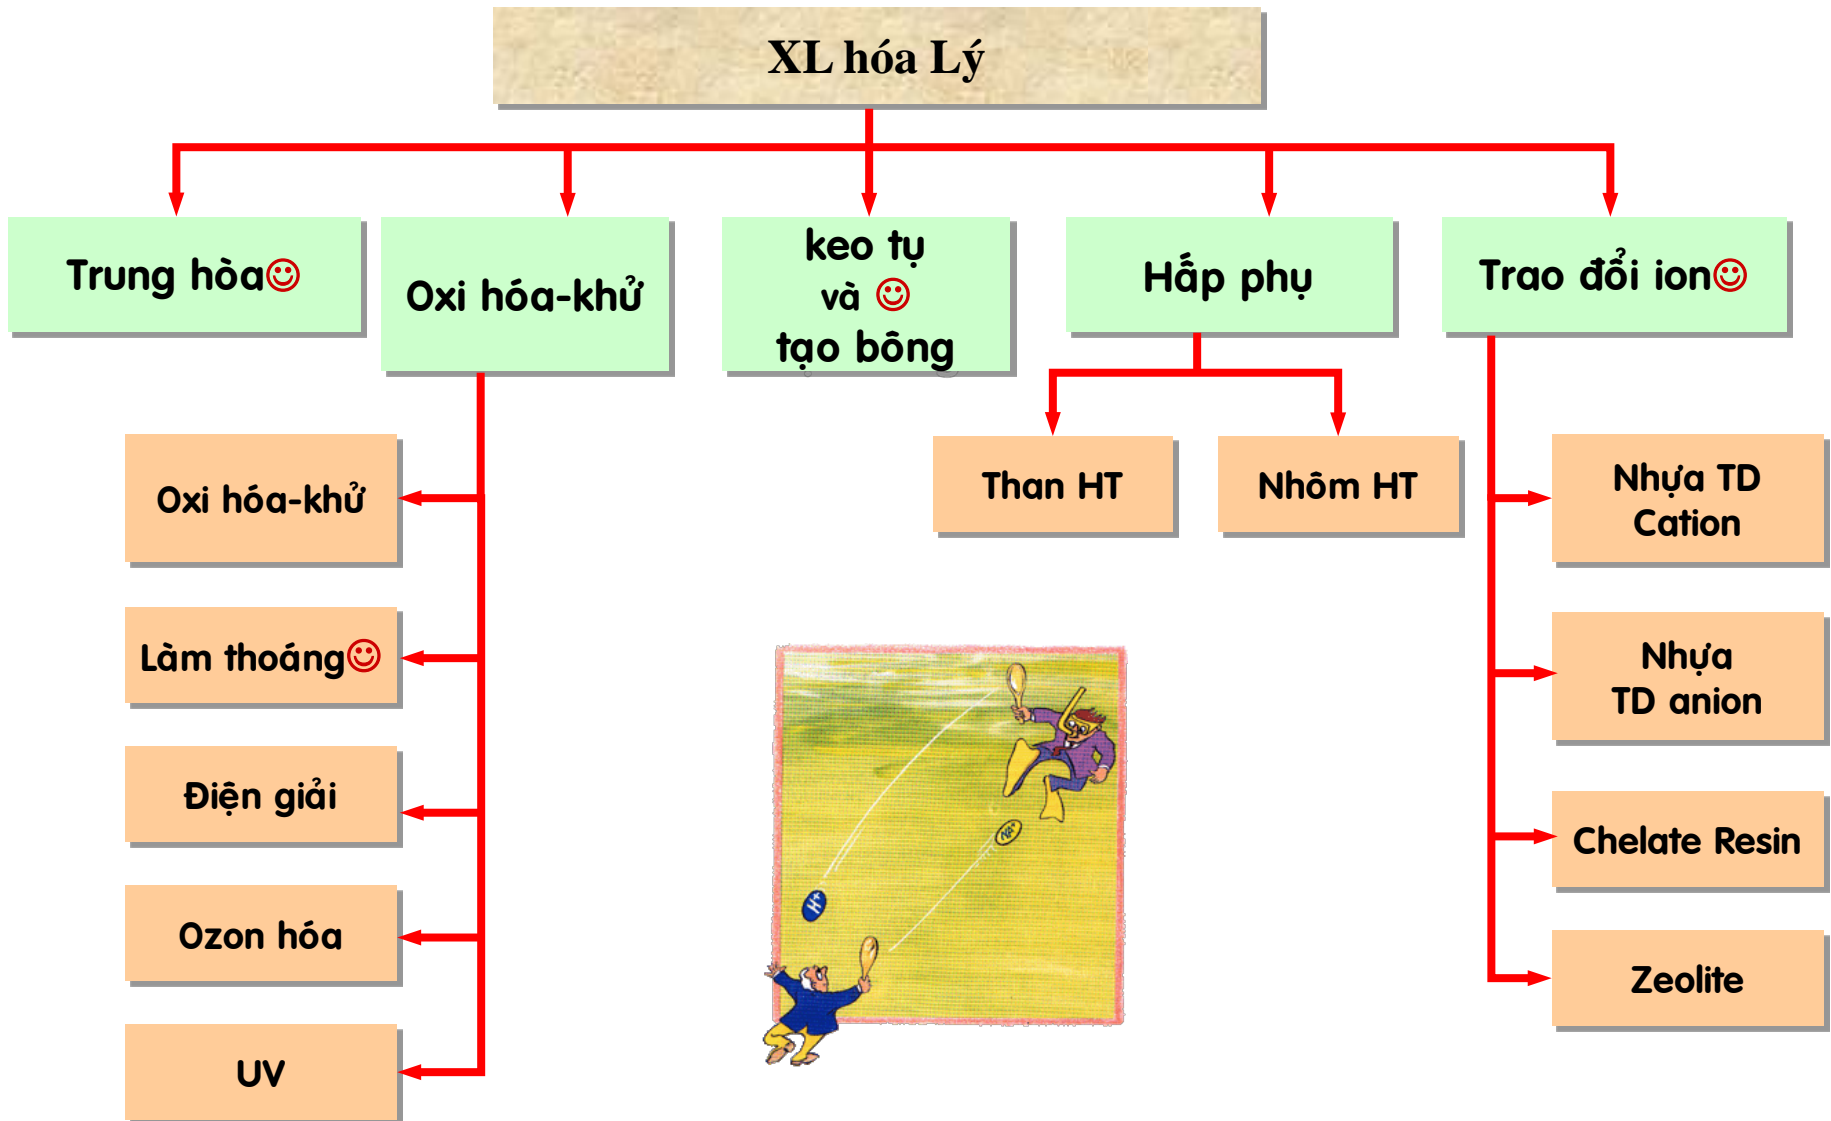 XL hóa Lý
Trung hòa☺
Oxi hóa-khử
keo tụ
và ☺
tạo bông
Hấp phụ
Trao đổi ion☺
Oxi hóa-khử
Làm thoáng☺
Điện giải
Ozon hóa
UV
Than HT
Nhôm HT
Nhựa TD
Cation
Nhựa
TD anion
Chelate Resin
Zeolite
NA+
H+